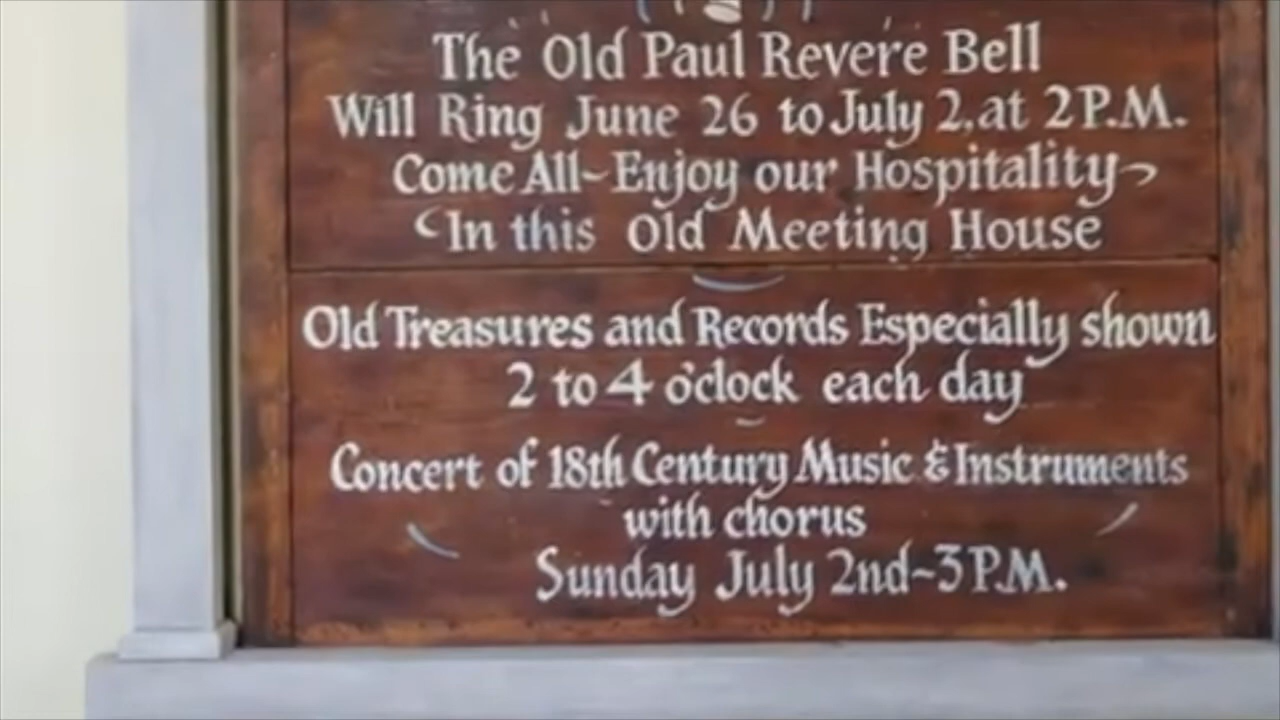 The Old Paul Revere Bell
Will Ring June 26 to July 2, at 2 P.M.
Come All~Enjoy our Hospitality
In this Old Meeting House
Old Treasures and Records Especially shown
2 to 4 o'clock each day
Concert of 18th Century Music & Instruments
with chorus
Sunday July 2nd~3 P.M.